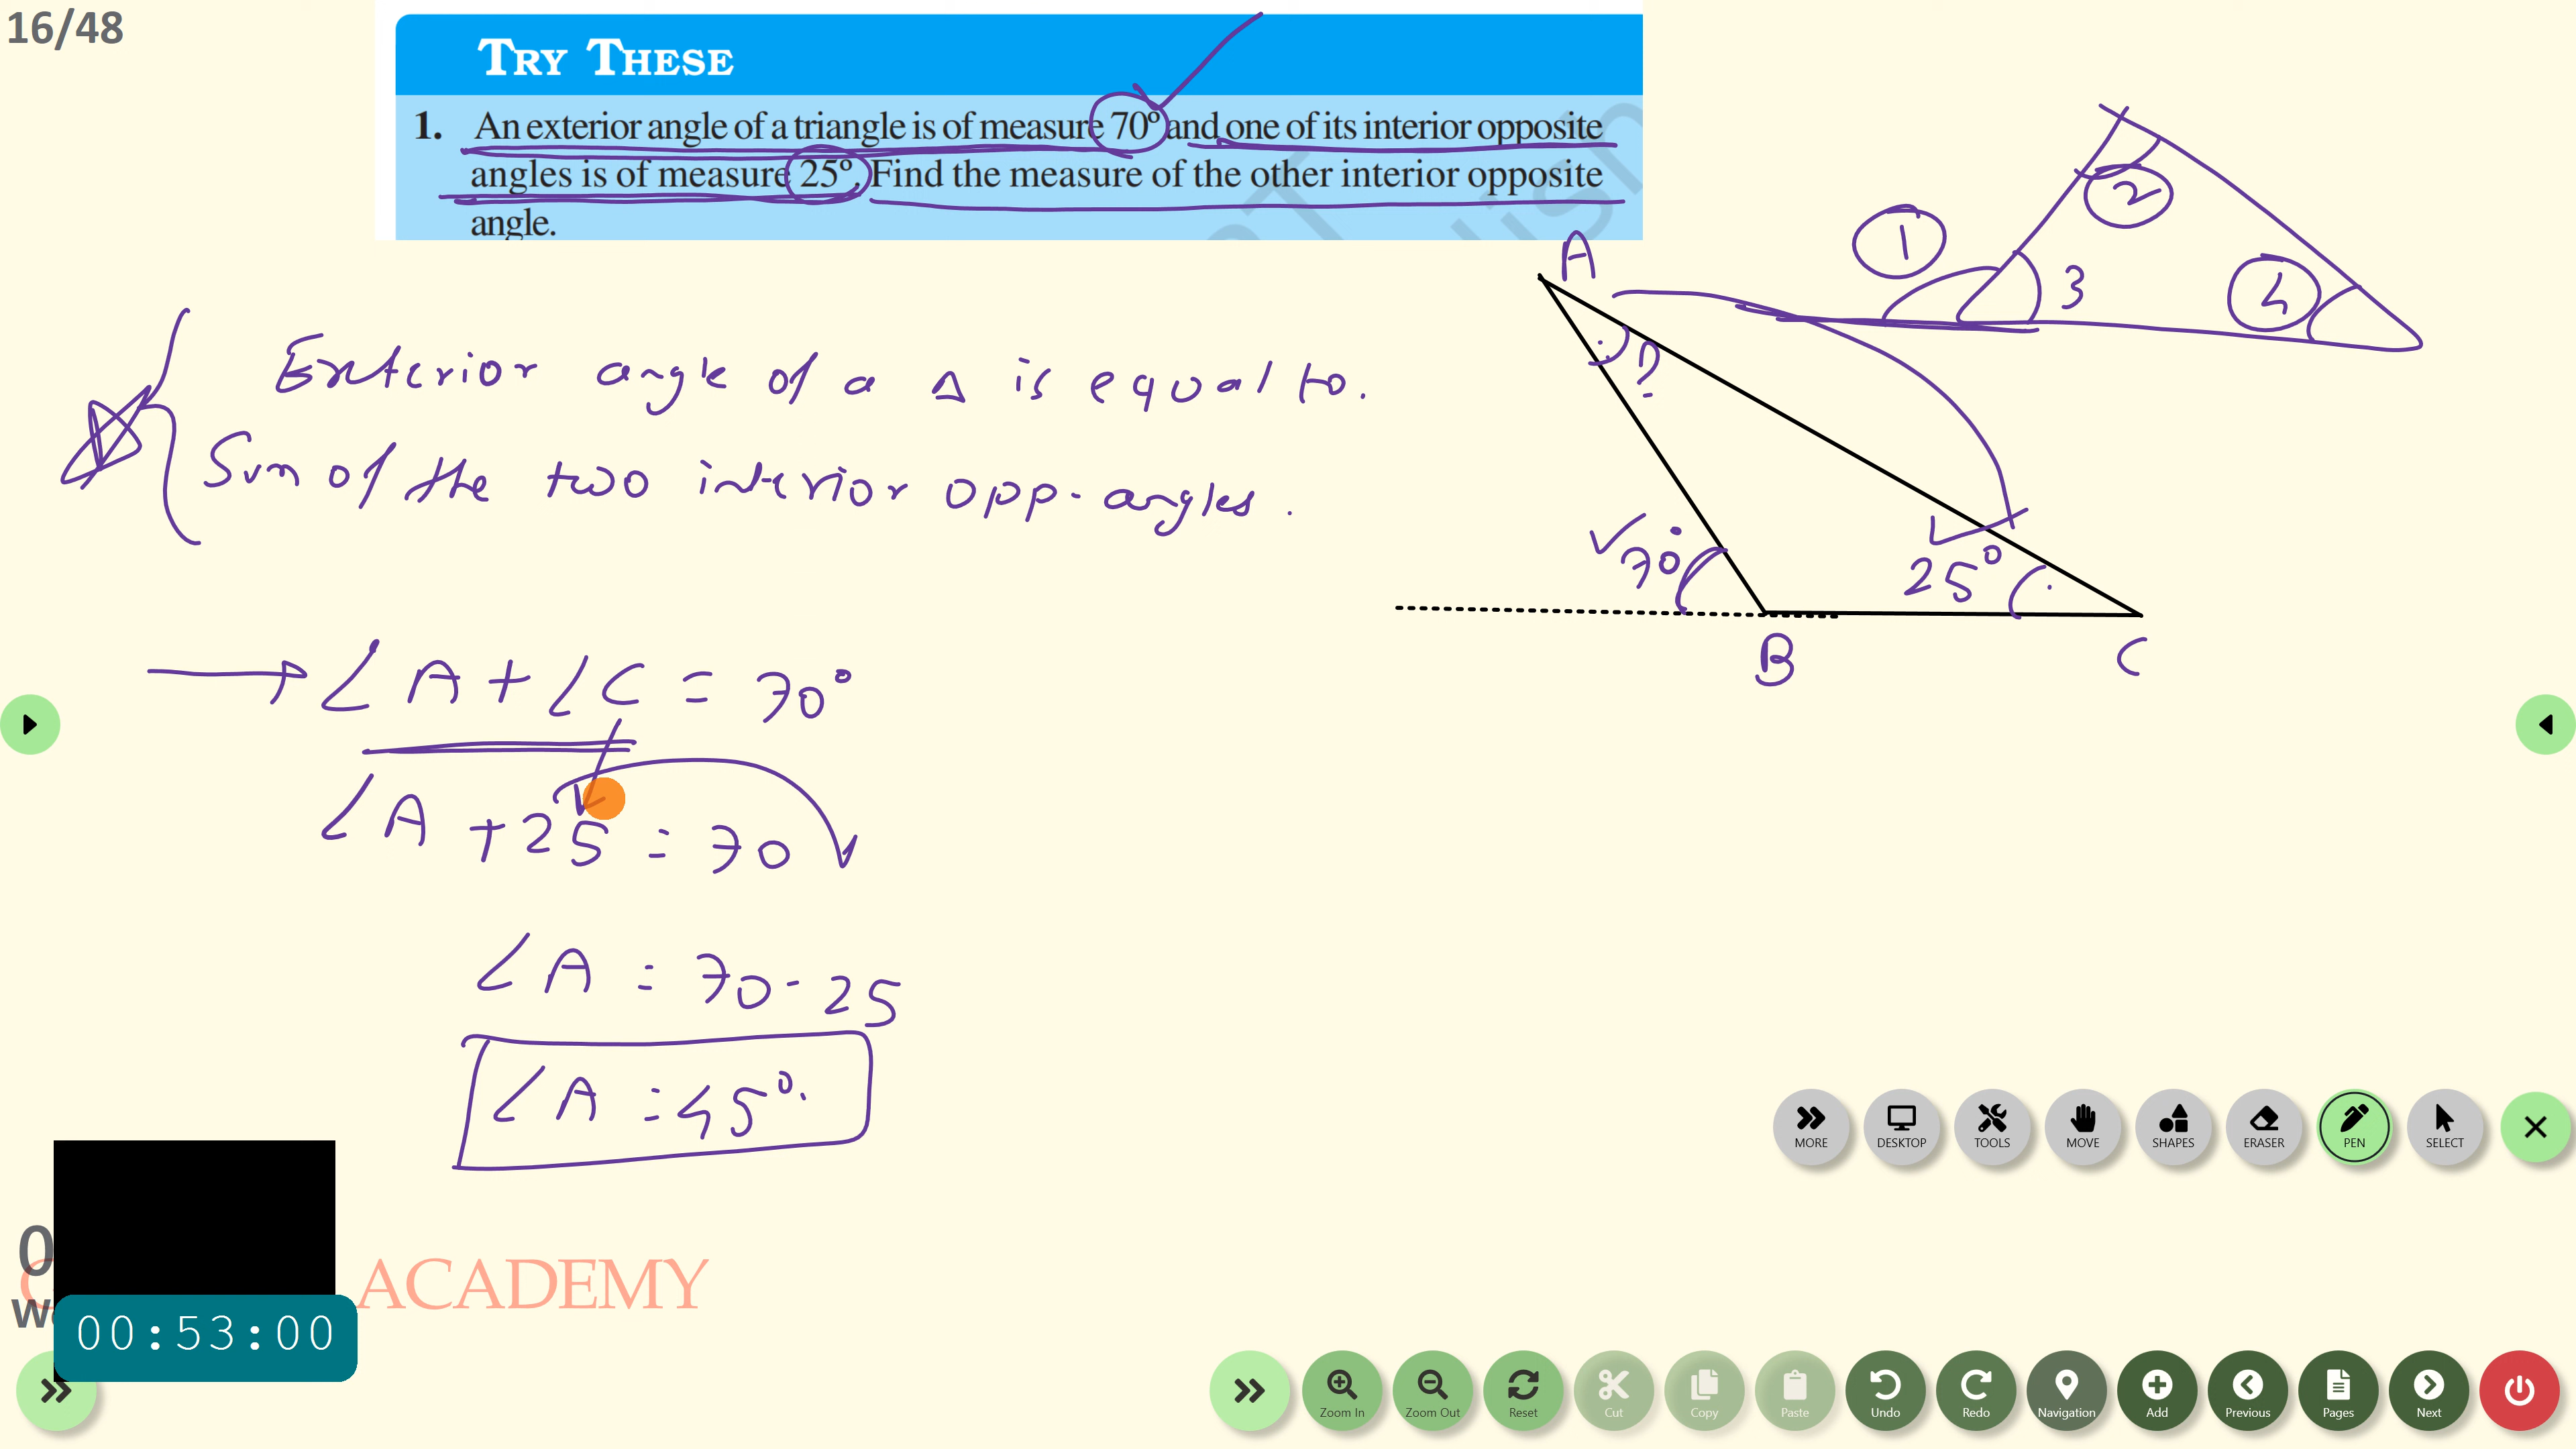 16/48
TRY THESE
1. An exterior angle of a triangle is of measure 70° and one of its interior opposite
angles is of measure 25°. Find the measure of the other interior opposite
angle.
1
2
3
4
A
?
Exterior angle of a Δ is equal to.
Sum of the two interior opp. angles.
70°
25°
B
C
∠A + ∠C = 70°
∠A + 25 = 70
∠A = 70 - 25
∠A = 45°.
MORE
DESKTOP
TOOLS
MOVE
SHAPES
ERASER
PEN
SELECT
ACADEMY
00:53:00
Zoom In
Zoom Out
Reset
Cut
Copy
Paste
Undo
Redo
Navigation
Add
Previous
Pages
Next